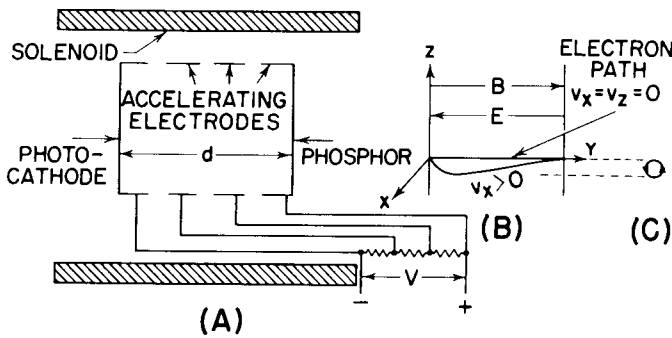 SOLENOID
ACCELERATING
ELECTRODES
PHOTO-
CATHODE
d
PHOSPHOR
V
−
+
(A)
Z
B
E
Y
X
vx>0
(B)
ELECTRON
PATH
vx=vz=0
(C)